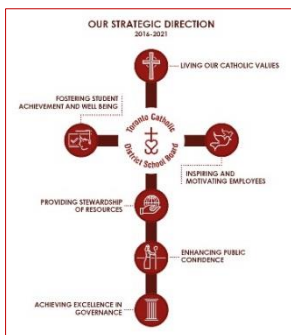 OUR STRATEGIC DIRECTION
2016-2021
LIVING OUR CATHOLIC VALUES
FOSTERING STUDENT
ACHIEVEMENT AND WELL BEING
Toronto Catholic
District School Board
INSPIRING AND
MOTIVATING EMPLOYEES
PROVIDING STEWARDSHIP
OF RESOURCES
ENHANCING PUBLIC
CONFIDENCE
ACHIEVING EXCELLENCE IN
GOVERNANCE